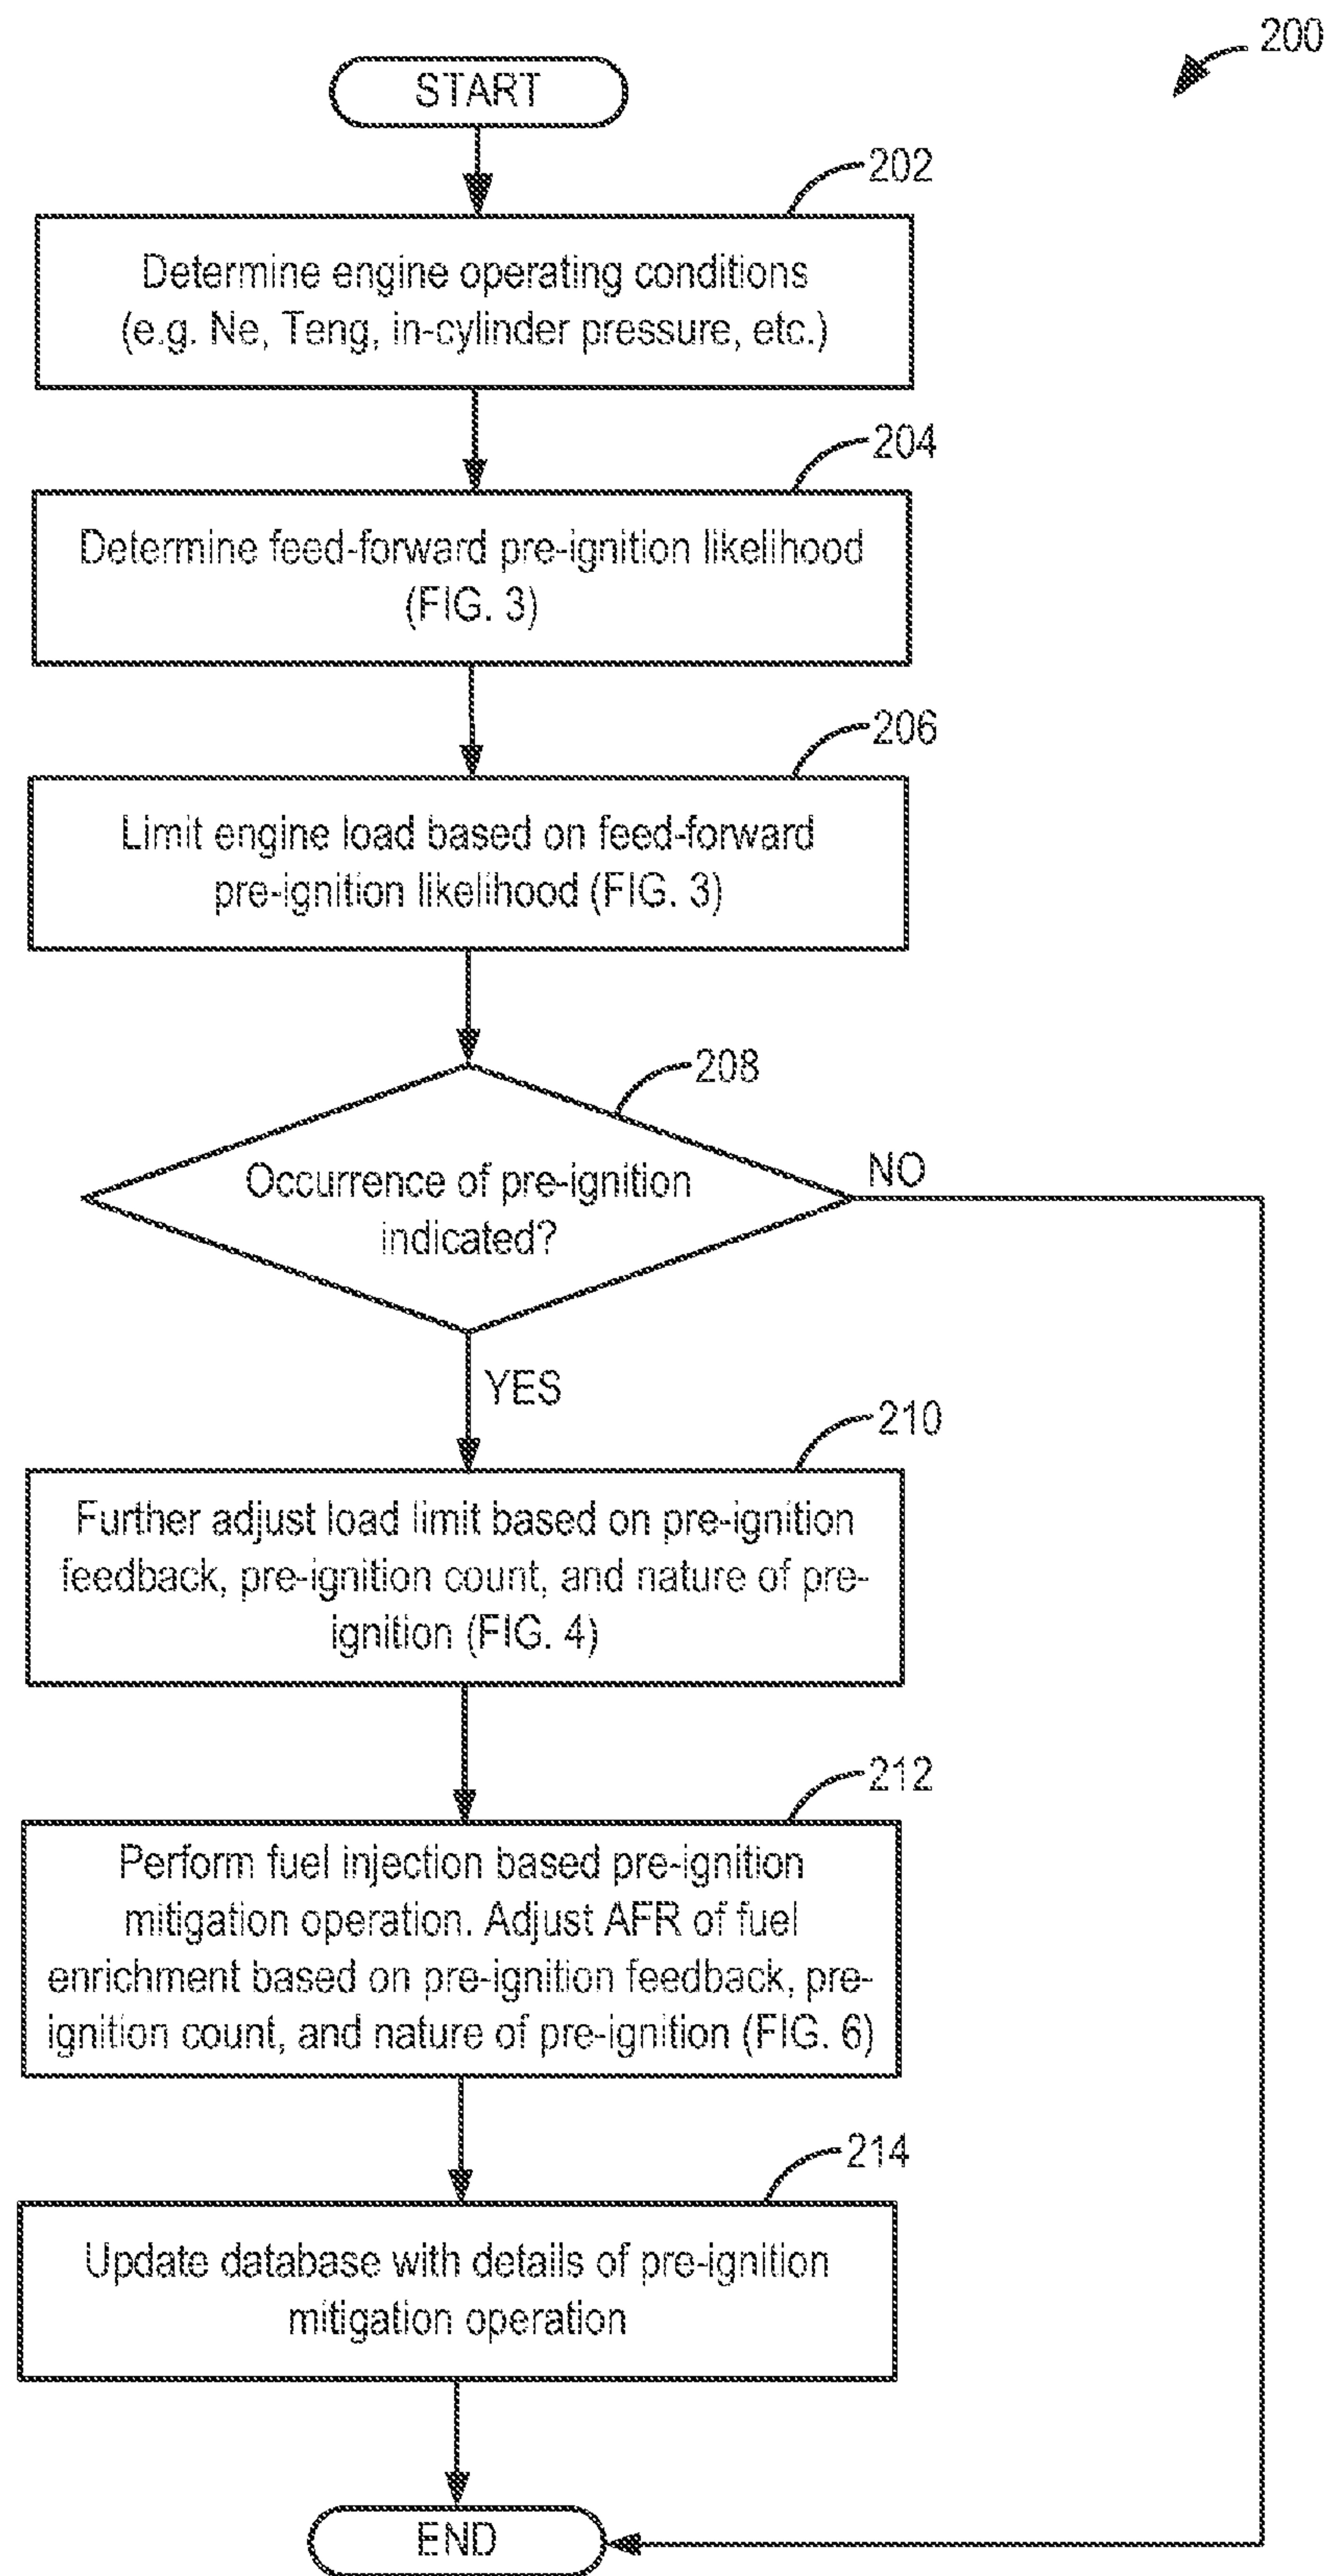 200
START
202
Determine engine operating conditions
(e.g. Ne, Teng, in-cylinder pressure, etc.)
204
Determine feed-forward pre-ignition likelihood
(FIG. 3)
206
Limit engine load based on feed-forward
pre-ignition likelihood (FIG. 3)
208
Occurrence of pre-ignition
indicated?
NO
YES
210
Further adjust load limit based on pre-ignition
feedback, pre-ignition count, and nature of pre-
ignition (FIG. 4)
212
Perform fuel injection based pre-ignition
mitigation operation. Adjust AFR of fuel
enrichment based on pre-ignition feedback, pre-
ignition count, and nature of pre-ignition (FIG. 6)
214
Update database with details of pre-ignition
mitigation operation
END